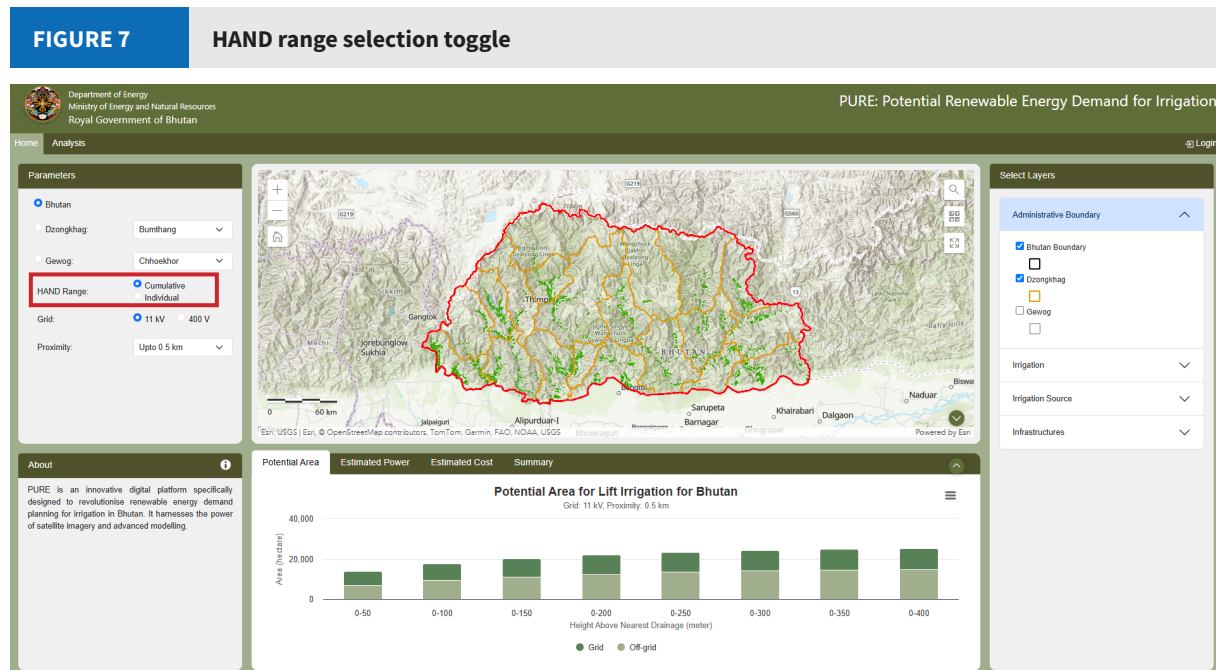 FIGURE 7
HAND range selection toggle
Department of Energy
Ministry of Energy and Natural Resources
Royal Government of Bhutan
PURE: Potential Renewable Energy Demand for Irrigation
Home Analysis
Login
Parameters
Bhutan
Dzongkhag: Bumthang
Gewog: Chhoekhor
HAND Range: Cumulative
Individual
Grid: 11 kV 400 V
Proximity: Upto 0.5 km
G219
G219
G560
13
Sikkim
Gangtok
Mechi
Jorebunglow
Sukhia
Thimphu
BHUTAN
Lada National
Park
Dafla Hills
Biswa
Naduar
Sarupeta
Khairabari
Dalgaon
Barnagar
Alipurduar-I
Jalpaiguri
0 60 km
Esri, USGS | Esri, © OpenStreetMap contributors, TomTom, Garmin, FAO, NOAA, USGS
Powered by Esri
Select Layers
Administrative Boundary
Bhutan Boundary
Dzongkhag
Gewog
Irrigation
Irrigation Source
Infrastructures
About
PURE is an innovative digital platform specifically
designed to revolutionise renewable energy demand
planning for irrigation in Bhutan. It harnesses the power
of satellite imagery and advanced modelling.
Potential Area Estimated Power Estimated Cost Summary
Potential Area for Lift Irrigation for Bhutan
Grid: 11 kV, Proximity: 0.5 km
Area (hectare)
40,000
20,000
0
0-50 0-100 0-150 0-200 0-250 0-300 0-350 0-400
Height Above Nearest Drainage (meter)
Grid Off-grid